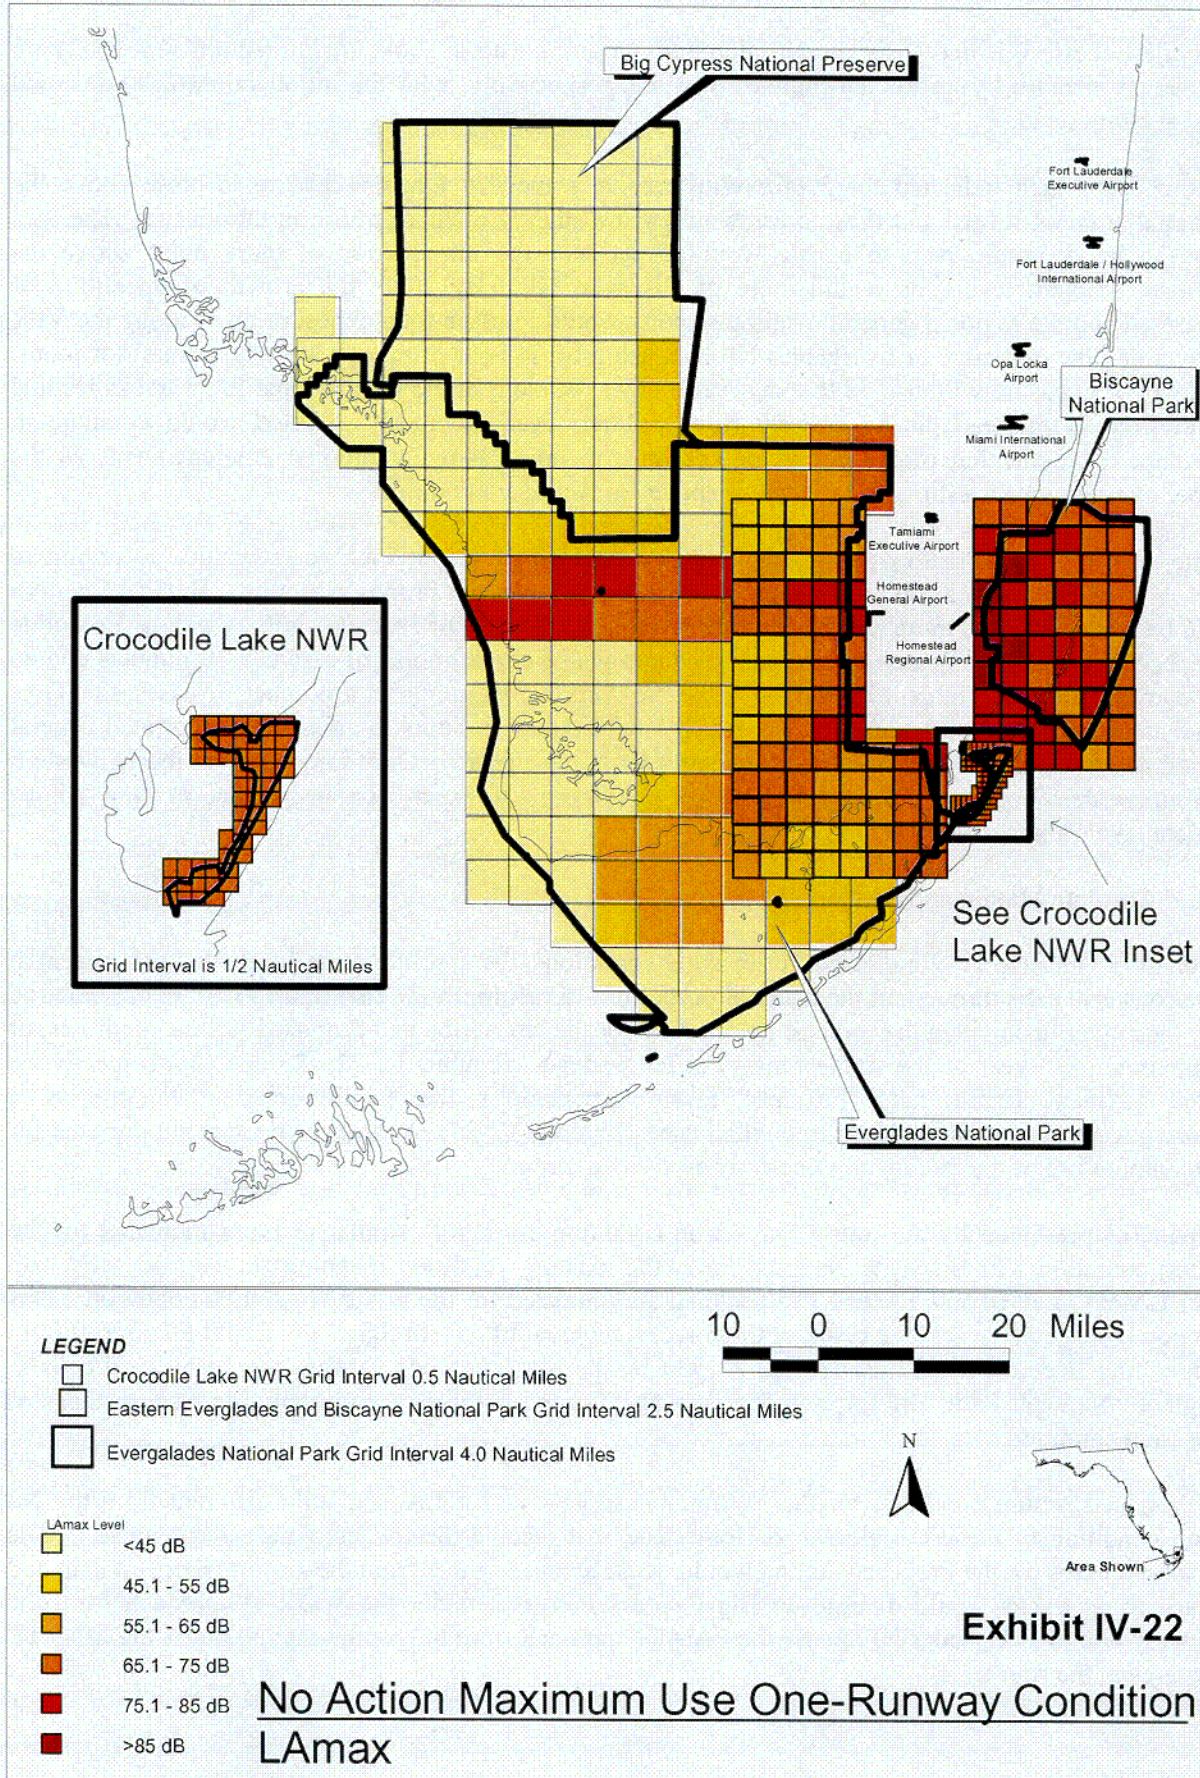 Big Cypress National Preserve
Fort Lauderdale
Executive Airport
Fort Lauderdale / Hollywood
International Airport
Opa Locka
Airport
Biscayne
National Park
Miami International
Airport
Tamiami
Executive Airport
Homestead
General Airport
Homestead
Regional Airport
Crocodile Lake NWR
Grid Interval is 1/2 Nautical Miles
See Crocodile
Lake NWR Inset
Everglades National Park
10 0 10 20 Miles
LEGEND
Crocodile Lake NWR Grid Interval 0.5 Nautical Miles
Eastern Everglades and Biscayne National Park Grid Interval 2.5 Nautical Miles
Evergalades National Park Grid Interval 4.0 Nautical Miles
N
Area Shown
LAmax Level
<45 dB
45.1 - 55 dB
55.1 - 65 dB
65.1 - 75 dB
75.1 - 85 dB
>85 dB
Exhibit IV-22
No Action Maximum Use One-Runway Condition
LAmax